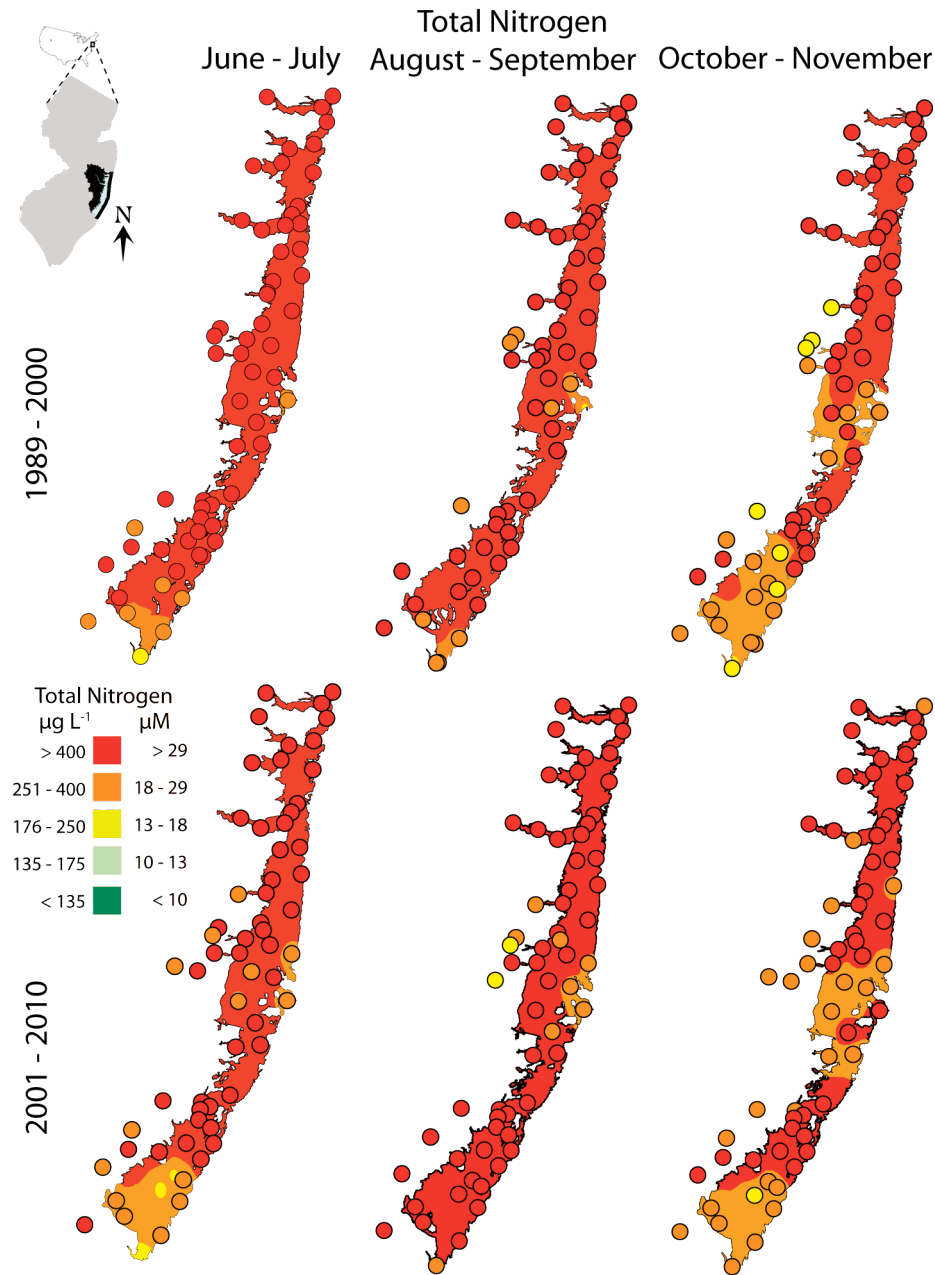 Total Nitrogen
June - July
August - September
October - November
N
1989 - 2000
Total Nitrogen
µg L-1
µM
> 400
> 29
251 - 400
18 - 29
176 - 250
13 - 18
135 - 175
10 - 13
< 135
< 10
2001 - 2010